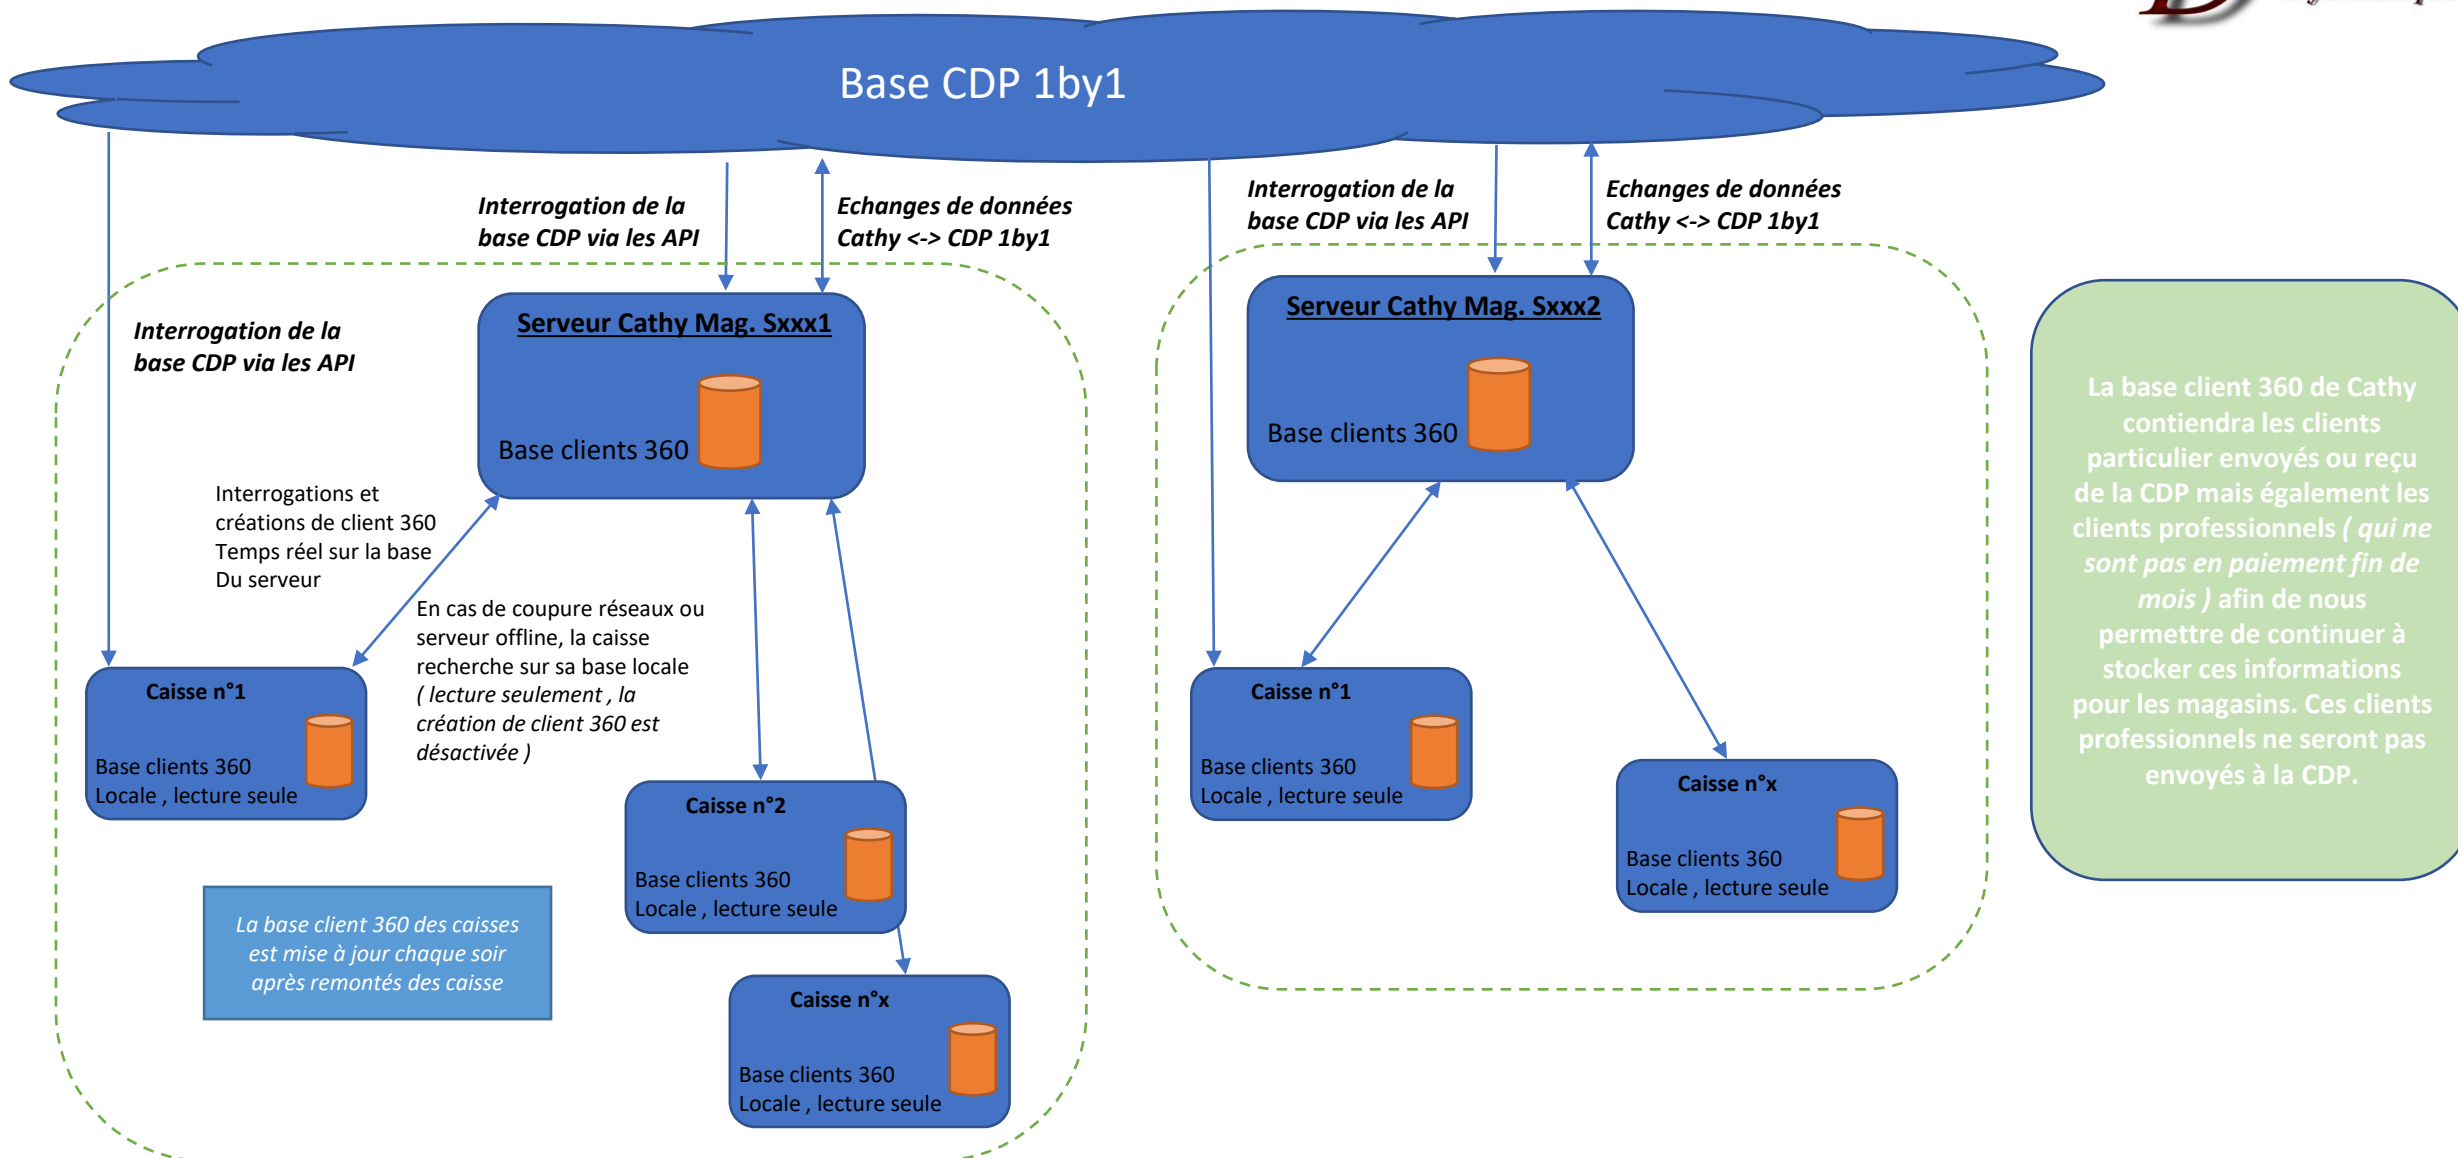 Base CDP 1by1
Interrogation de la
base CDP via les API
Echanges de données
Cathy <-> CDP 1by1
Interrogation de la
base CDP via les API
Echanges de données
Cathy <-> CDP 1by1
Interrogation de la
base CDP via les API
Serveur Cathy Mag. Sxxx1
Base clients 360
Serveur Cathy Mag. Sxxx2
Base clients 360
Interrogations et
créations de client 360
Temps réel sur la base
Du serveur
En cas de coupure réseaux ou
serveur offline, la caisse
recherche sur sa base locale
( lecture seulement , la
création de client 360 est
désactivée )
Caisse n°1
Base clients 360
Locale , lecture seule
Caisse n°2
Base clients 360
Locale , lecture seule
Caisse n°x
Base clients 360
Locale , lecture seule
La base client 360 des caisses
est mise à jour chaque soir
après remontés des caisse
Caisse n°1
Base clients 360
Locale , lecture seule
Caisse n°x
Base clients 360
Locale , lecture seule
La base client 360 de Cathy
contiendra les clients
particulier envoyés ou reçu
de la CDP mais également les
clients professionnels ( qui ne
sont pas en paiement fin de
mois ) afin de nous
permettre de continuer à
stocker ces informations
pour les magasins. Ces clients
professionnels ne seront pas
envoyés à la CDP.